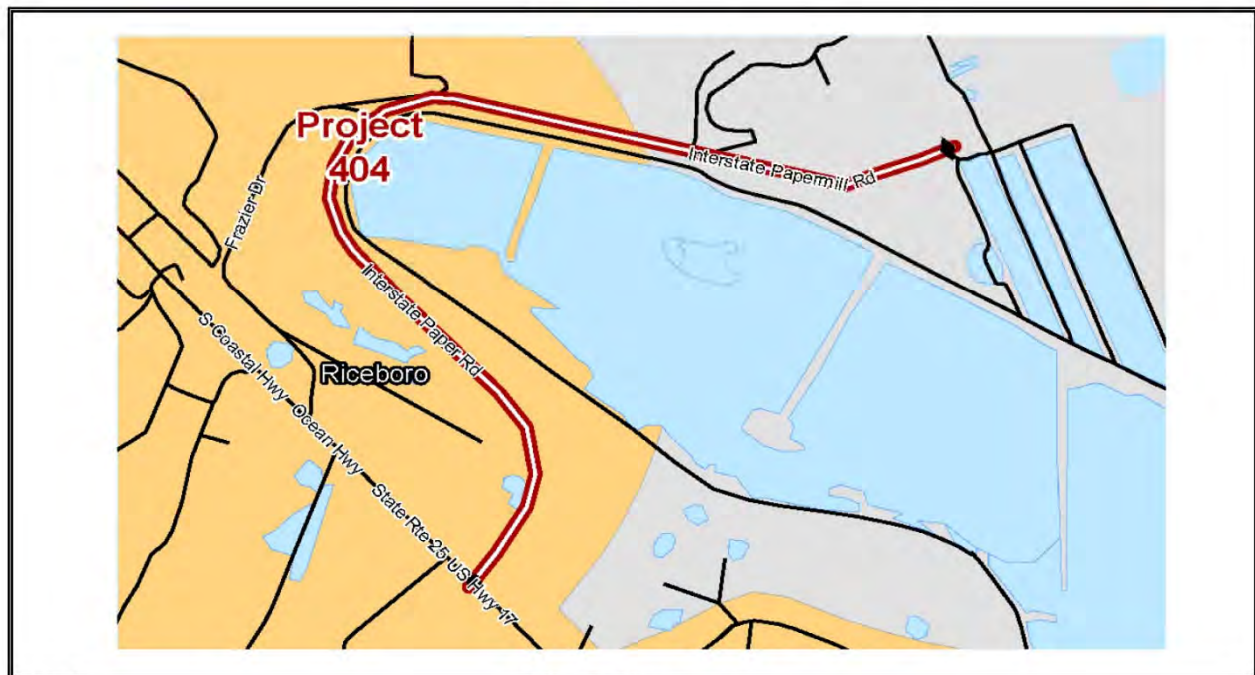 Project
404
Interstate Papermill Rd
Frazier Dr
Interstate Paper Rd
Riceboro
S Coastal Hwy Ocean Hwy State Rte 25 US Hwy 17